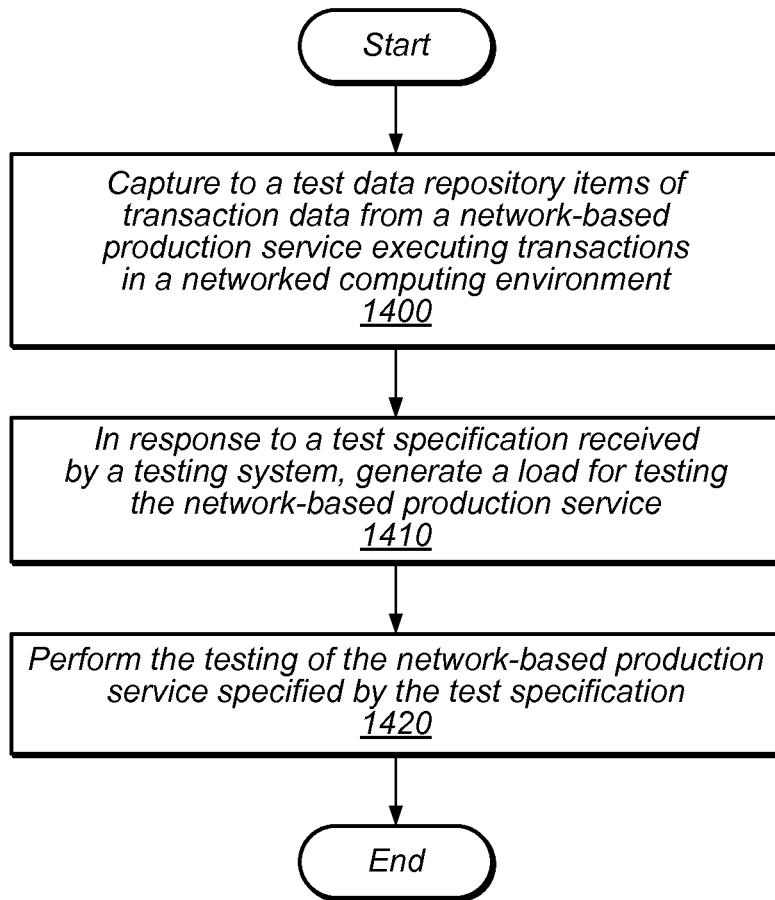 Start
Capture to a test data repository items of
transaction data from a network-based
production service executing transactions
in a networked computing environment
1400
In response to a test specification received
by a testing system, generate a load for testing
the network-based production service
1410
Perform the testing of the network-based production
service specified by the test specification
1420
End